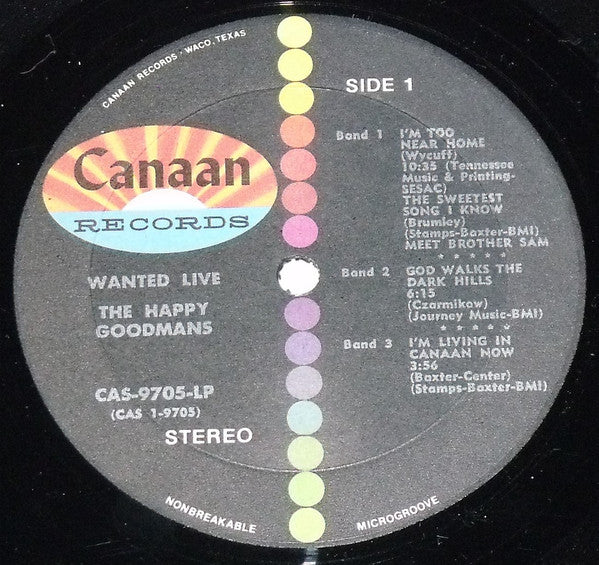 CANAAN RECORDS · WACO, TEXAS
Canaan
RECORDS
WANTED LIVE
THE HAPPY
GOODMANS
CAS-9705-LP
(CAS 1-9705)
STEREO
SIDE 1
Band 1 I'M TOO
NEAR HOME
(Wycuff)
10:35 (Tennessee
Music & Printing-
SESAC)
THE SWEETEST
SONG I KNOW
(Brumley)
(Stamps-Baxter-BMI)
MEET BROTHER SAM
* * * * *
Band 2 GOD WALKS THE
DARK HILLS
6:15
(Czarmikow)
(Journey Music-BMI)
* * * * *
Band 3 I'M LIVING IN
CANAAN NOW
3:56
(Baxter-Center)
(Stamps-Baxter-BMI)
NONBREAKABLE
MICROGROOVE